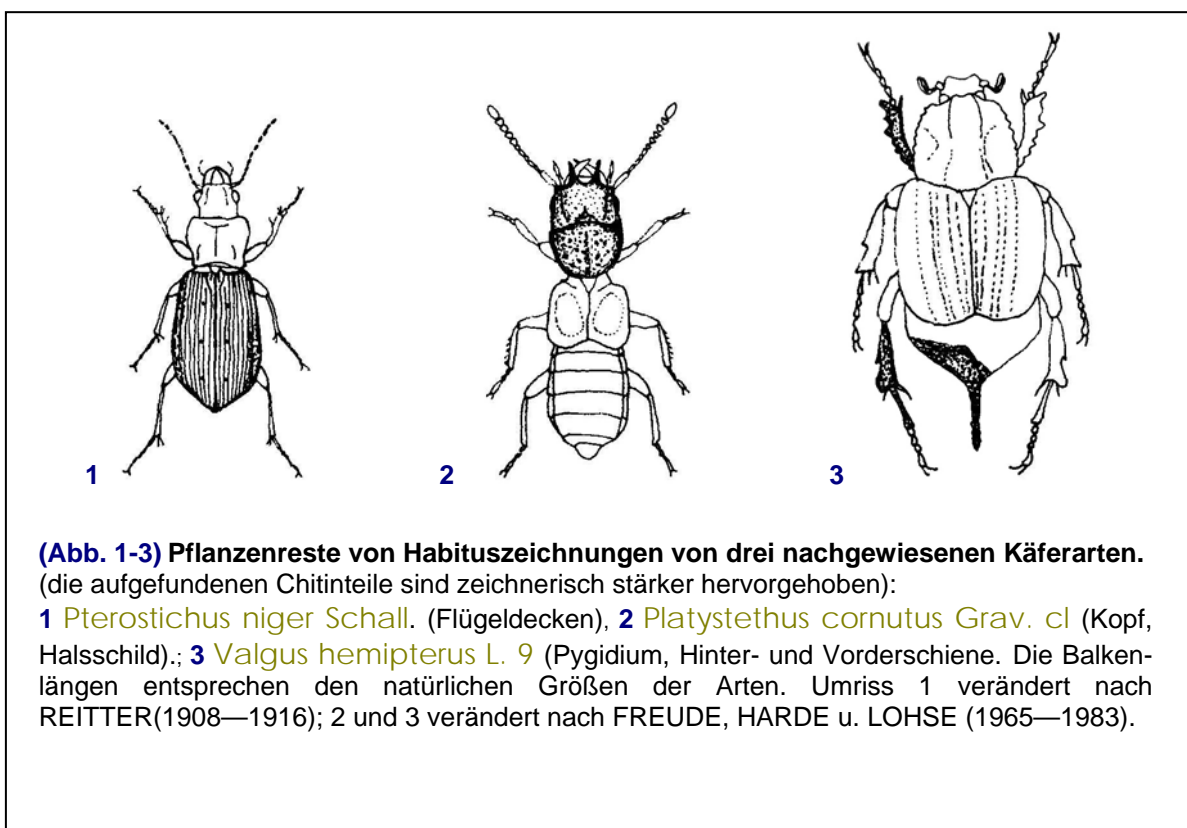 1
2
3
(Abb. 1-3) Pflanzenreste von Habituszeichnungen von drei nachgewiesenen Käferarten.
(die aufgefundenen Chitinteile sind zeichnerisch stärker hervorgehoben):
1 Pterostichus niger Schall. (Flügeldecken), 2 Platystethus cornutus Grav. cl (Kopf,
Halsschild).; 3 Valgus hemipterus L. 9 (Pygidium, Hinter- und Vorderschiene. Die Balken-
längen entsprechen den natürlichen Größen der Arten. Umriss 1 verändert nach
REITTER(1908—1916); 2 und 3 verändert nach FREUDE, HARDE u. LOHSE (1965—1983).